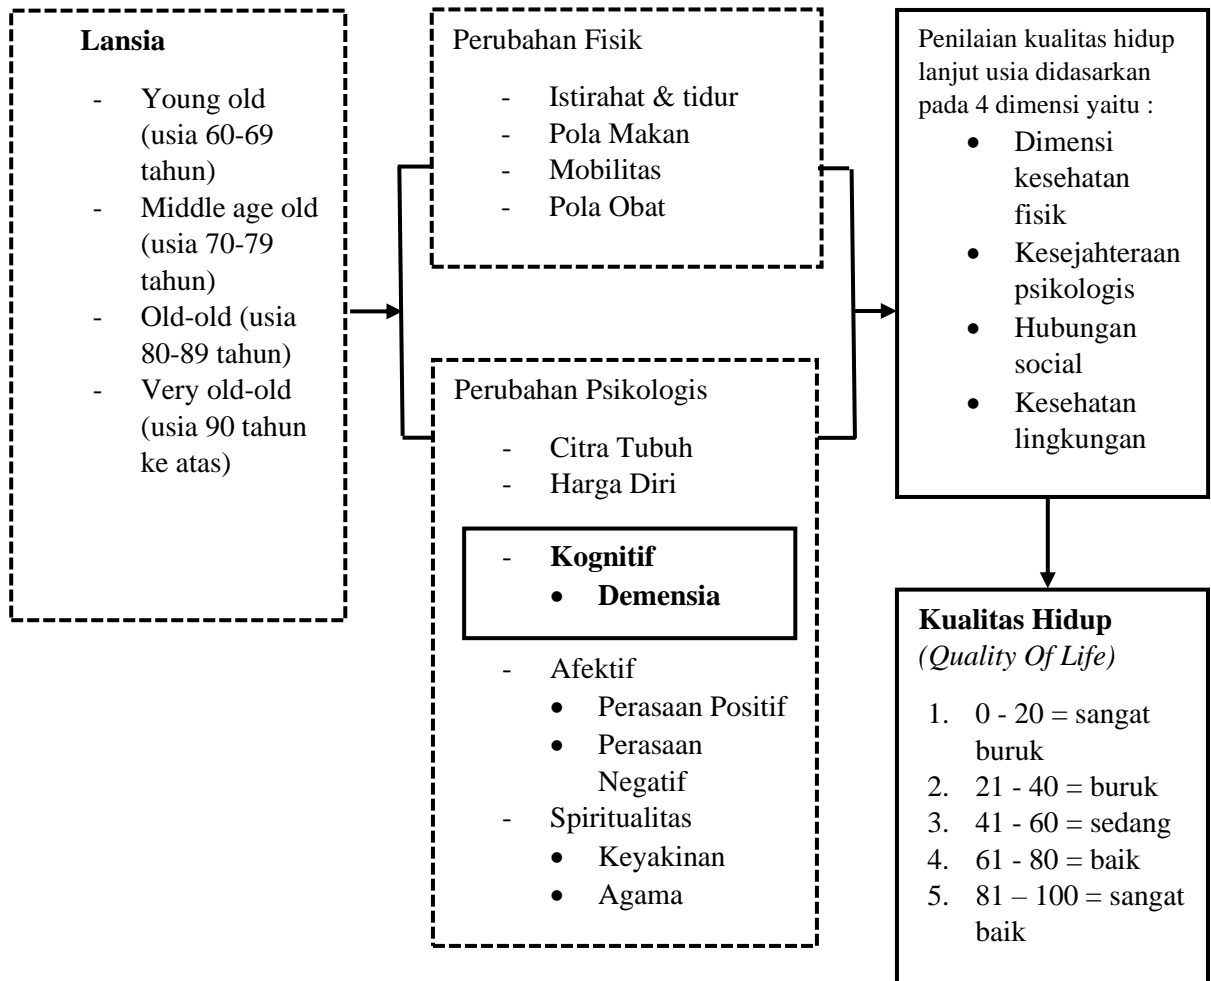 Lansia
- Young old
(usia 60-69
tahun)
- Middle age old
(usia 70-79
tahun)
- Old-old (usia
80-89 tahun)
- Very old-old
(usia 90 tahun
ke atas)
Perubahan Fisik
- Istirahat & tidur
- Pola Makan
- Mobilitas
- Pola Obat
Perubahan Psikologis
- Citra Tubuh
- Harga Diri
- Kognitif
• Demensia
- Afektif
• Perasaan Positif
• Perasaan
Negatif
- Spiritualitas
• Keyakinan
• Agama
Penilaian kualitas hidup
lanjut usia didasarkan
pada 4 dimensi yaitu :
• Dimensi
kesehatan
fisik
• Kesejahteraan
psikologis
• Hubungan
social
• Kesehatan
lingkungan
Kualitas Hidup
(Quality Of Life)
1. 0 - 20 = sangat
buruk
2. 21 - 40 = buruk
3. 41 - 60 = sedang
4. 61 - 80 = baik
5. 81 – 100 = sangat
baik